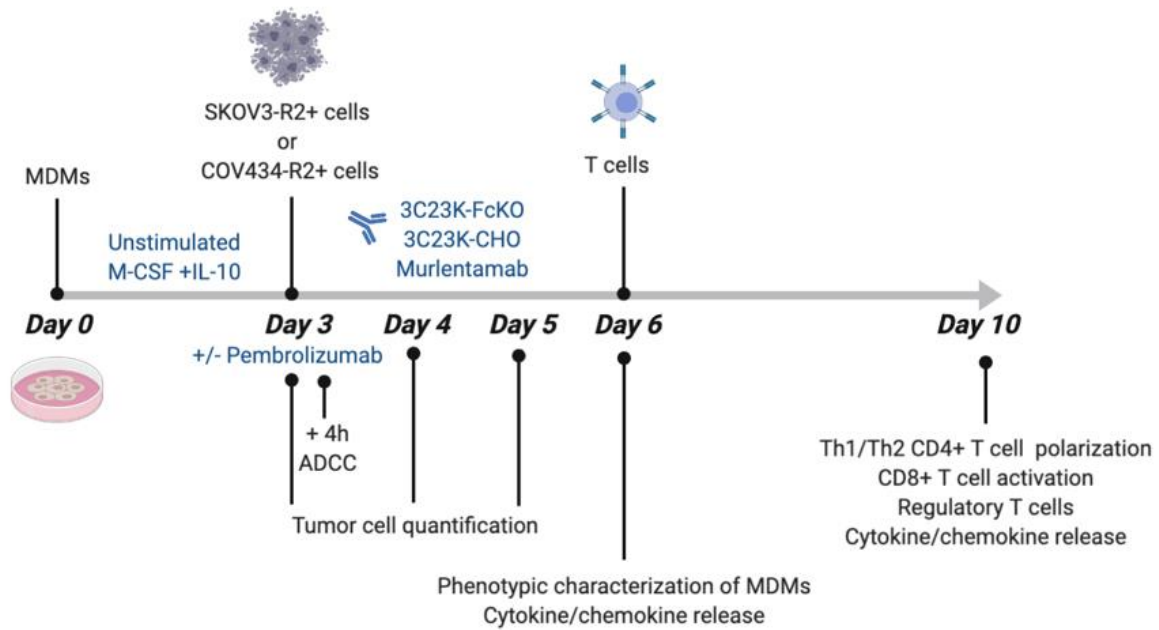 SKOV3-R2+ cells
or
COV434-R2+ cells
T cells
MDMs
3C23K-FcKO
3C23K-CHO
Murlentamab
Unstimulated
M-CSF +IL-10
Day 0
Day 3
Day 4
Day 5
Day 6
Day 10
+/- Pembrolizumab
+ 4h
ADCC
Tumor cell quantification
Th1/Th2 CD4+ T cell polarization
CD8+ T cell activation
Regulatory T cells
Cytokine/chemokine release
Phenotypic characterization of MDMs
Cytokine/chemokine release